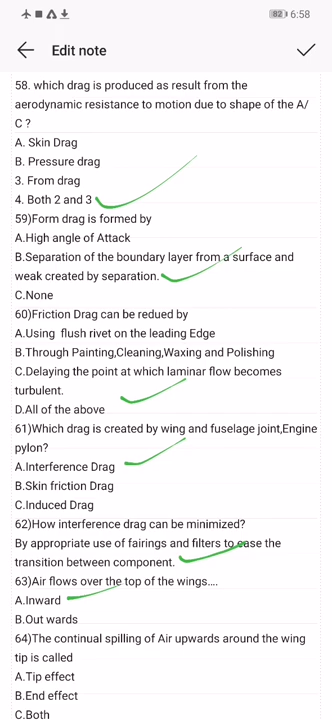 82 6:58
Edit note
58. which drag is produced as result from the
aerodynamic resistance to motion due to shape of the A/
C ?
A. Skin Drag
B. Pressure drag
3. From drag
4. Both 2 and 3
59)Form drag is formed by
A.High angle of Attack
B.Separation of the boundary layer from a surface and
weak created by separation.
C.None
60)Friction Drag can be redued by
A.Using flush rivet on the leading Edge
B.Through Painting,Cleaning,Waxing and Polishing
C.Delaying the point at which laminar flow becomes
turbulent.
D.All of the above
61)Which drag is created by wing and fuselage joint,Engine
pylon?
A.Interference Drag
B.Skin friction Drag
C.Induced Drag
62)How interference drag can be minimized?
By appropriate use of fairings and filters to ease the
transition between component.
63)Air flows over the top of the wings....
A.Inward
B.Out wards
64)The continual spilling of Air upwards around the wing
tip is called
A.Tip effect
B.End effect
C.Both